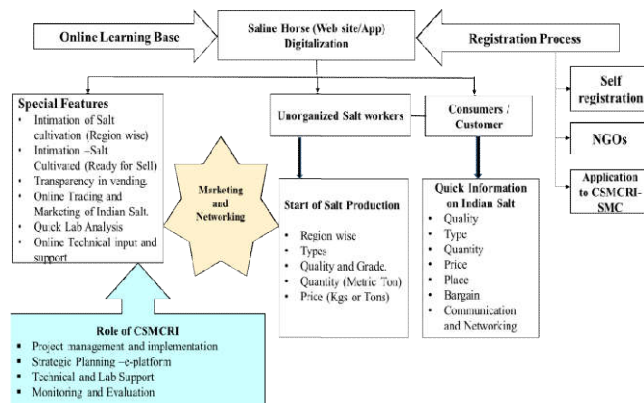 Online Learning Base
Saline Horse (Web site/App)
Digitalization
Registration Process
Special Features
• Intimation of Salt
cultivation (Region wise)
• Intimation –Salt
Cultivated (Ready for Sell)
• Transparency in vending.
• Online Trading and
Marketing of Indian Salt.
• Quick Lab Analysis
• Online Technical input and
support
Unorganized Salt workers
Consumers /
Customer
Self
registration
NGOs
Application to CSMCRI-
SMC
Marketing
and
Networking
Start of Salt Production
• Region wise
• Types
• Quality and Grade.
• Quantity (Metric Ton)
• Price (Kgs or Tons)
Quick Information
on Indian Salt
• Quality
• Type
• Quantity
• Price
• Place
• Bargain
• Communication
and Networking
Role of CSMCRI
▪ Project management and implementation
▪ Strategic Planning –e-platform
▪ Technical and Lab Support
▪ Monitoring and Evaluation